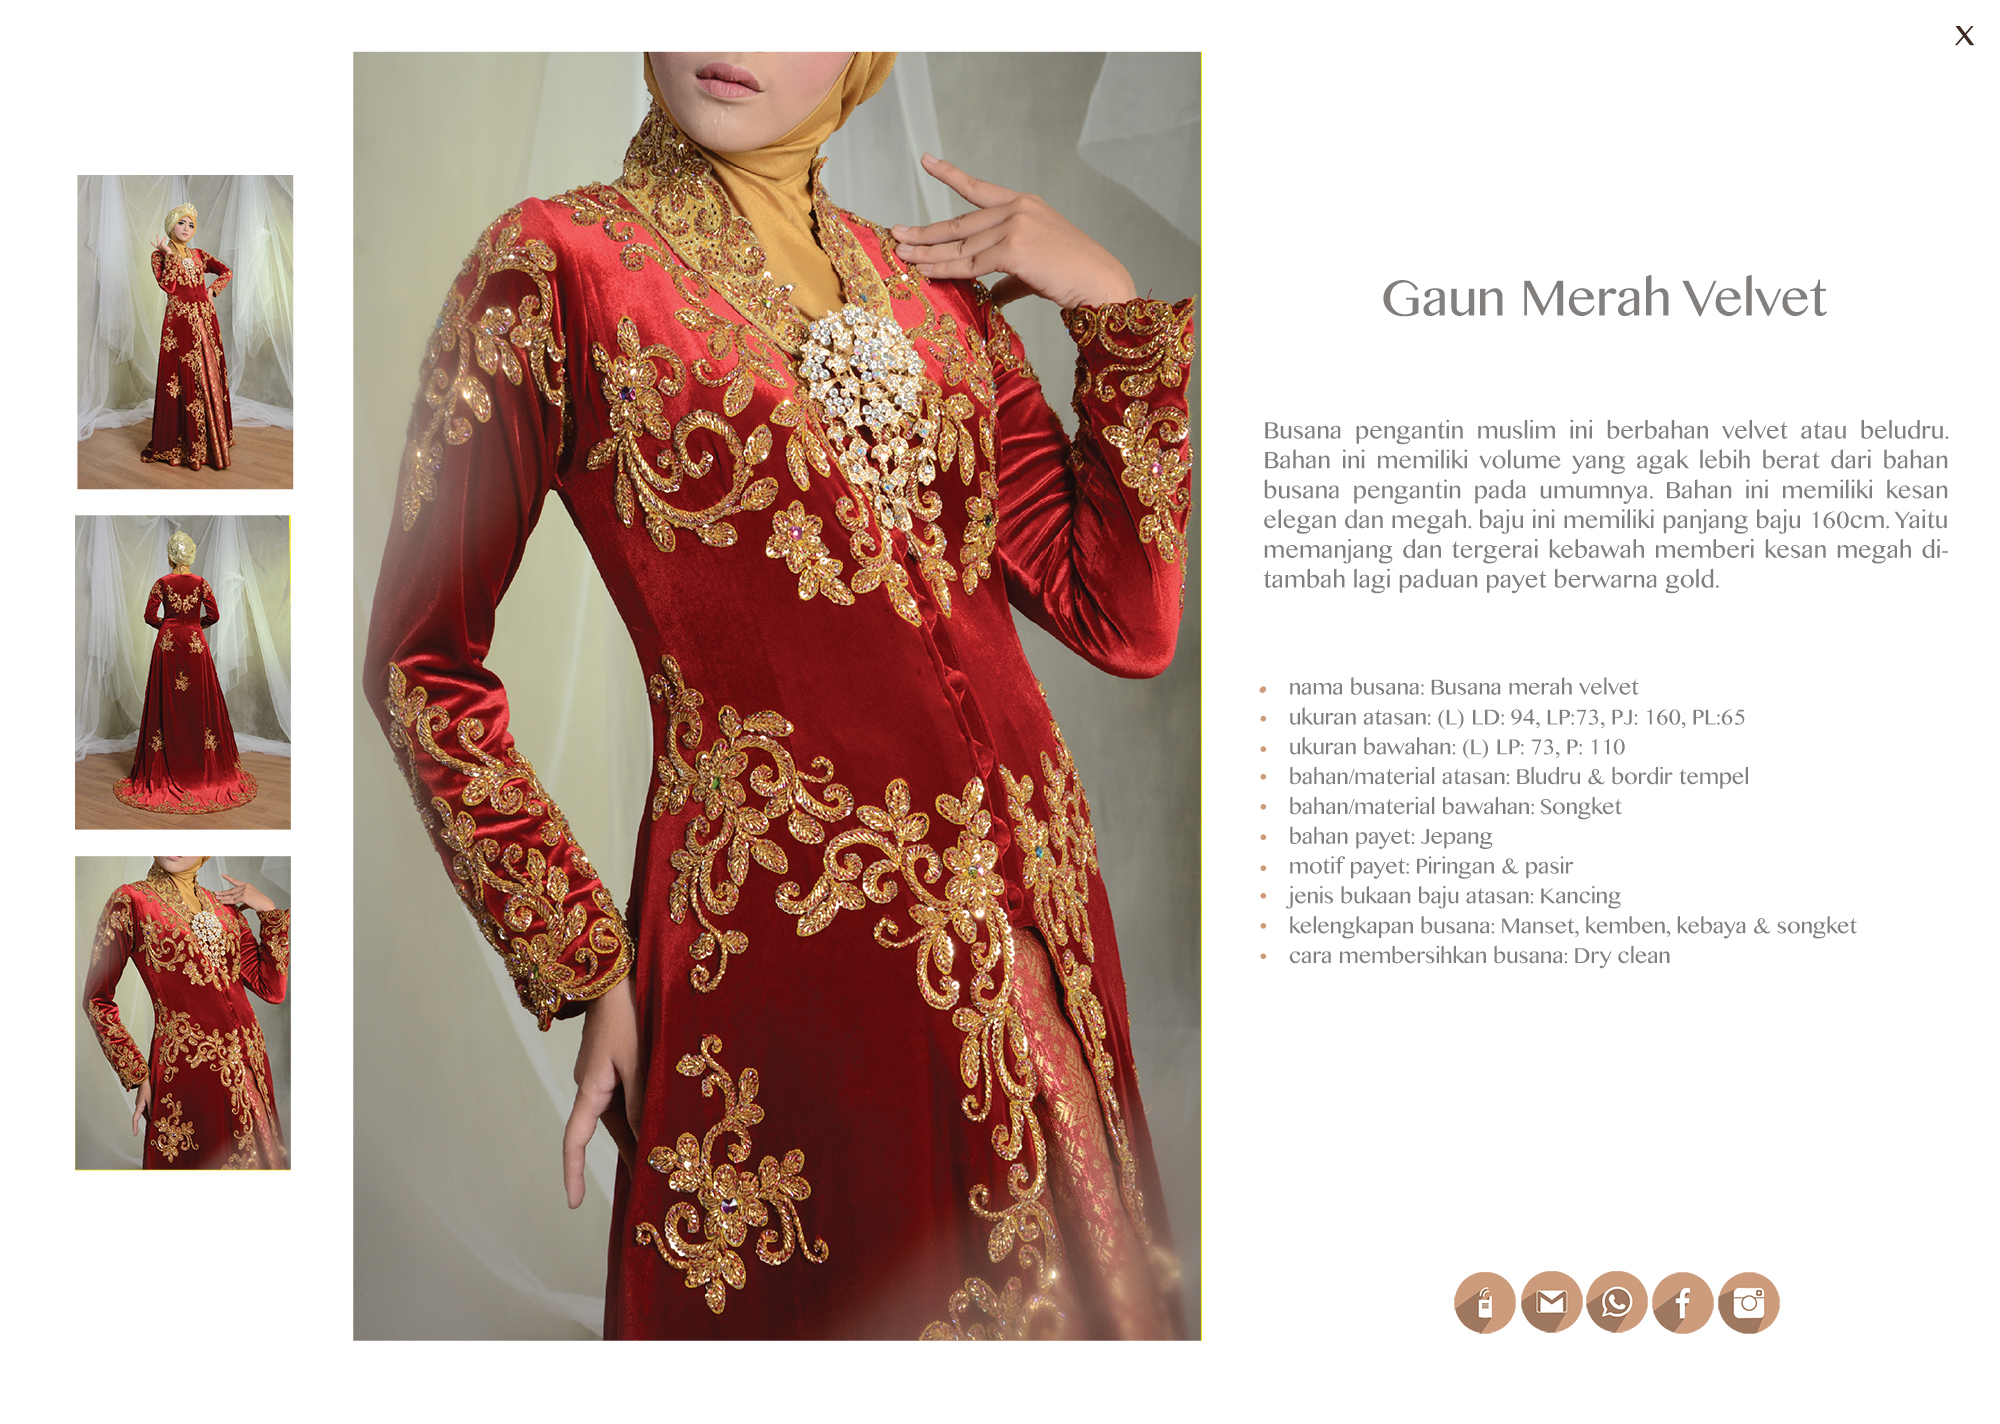 X
Gaun Merah Velvet
Busana pengantin muslim ini berbahan velvet atau beludru.
Bahan ini memiliki volume yang agak lebih berat dari bahan
busana pengantin pada umumnya. Bahan ini memiliki kesan
elegan dan megah. baju ini memiliki panjang baju 160cm. Yaitu
memanjang dan tergerai kebawah memberi kesan megah di-
tambah lagi paduan payet berwarna gold.
• nama busana: Busana merah velvet
• ukuran atasan: (L) LD: 94, LP:73, PJ: 160, PL:65
• ukuran bawahan: (L) LP: 73, P: 110
• bahan/material atasan: Bludru & bordir tempel
• bahan/material bawahan: Songket
• bahan payet: Jepang
• motif payet: Piringan & pasir
• jenis bukaan baju atasan: Kancing
• kelengkapan busana: Manset, kemben, kebaya & songket
• cara membersihkan busana: Dry clean